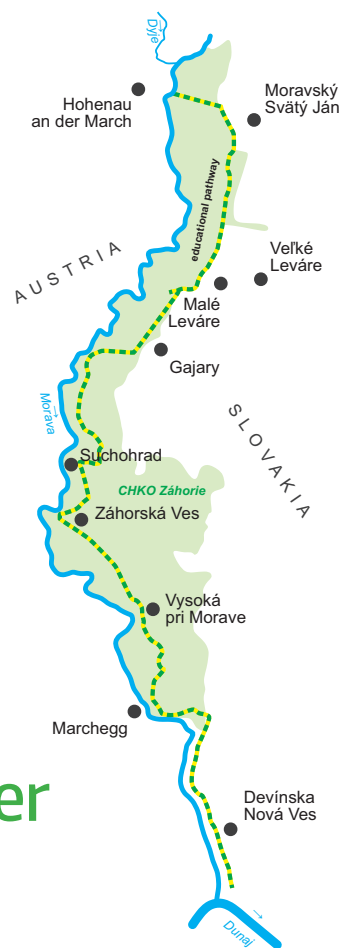 Dyje
→
Hohenau
an der March
Moravský
Svätý Ján
educational pathway
AUSTRIA
Veľké
Leváre
Malé
Leváre
Gajary
Morava
→
SLOVAKIA
Suchohrad
CHKO Záhorie
Záhorská Ves
Vysoká
pri Morave
Marchegg
er
Devínska
Nová Ves
→
Dunaj